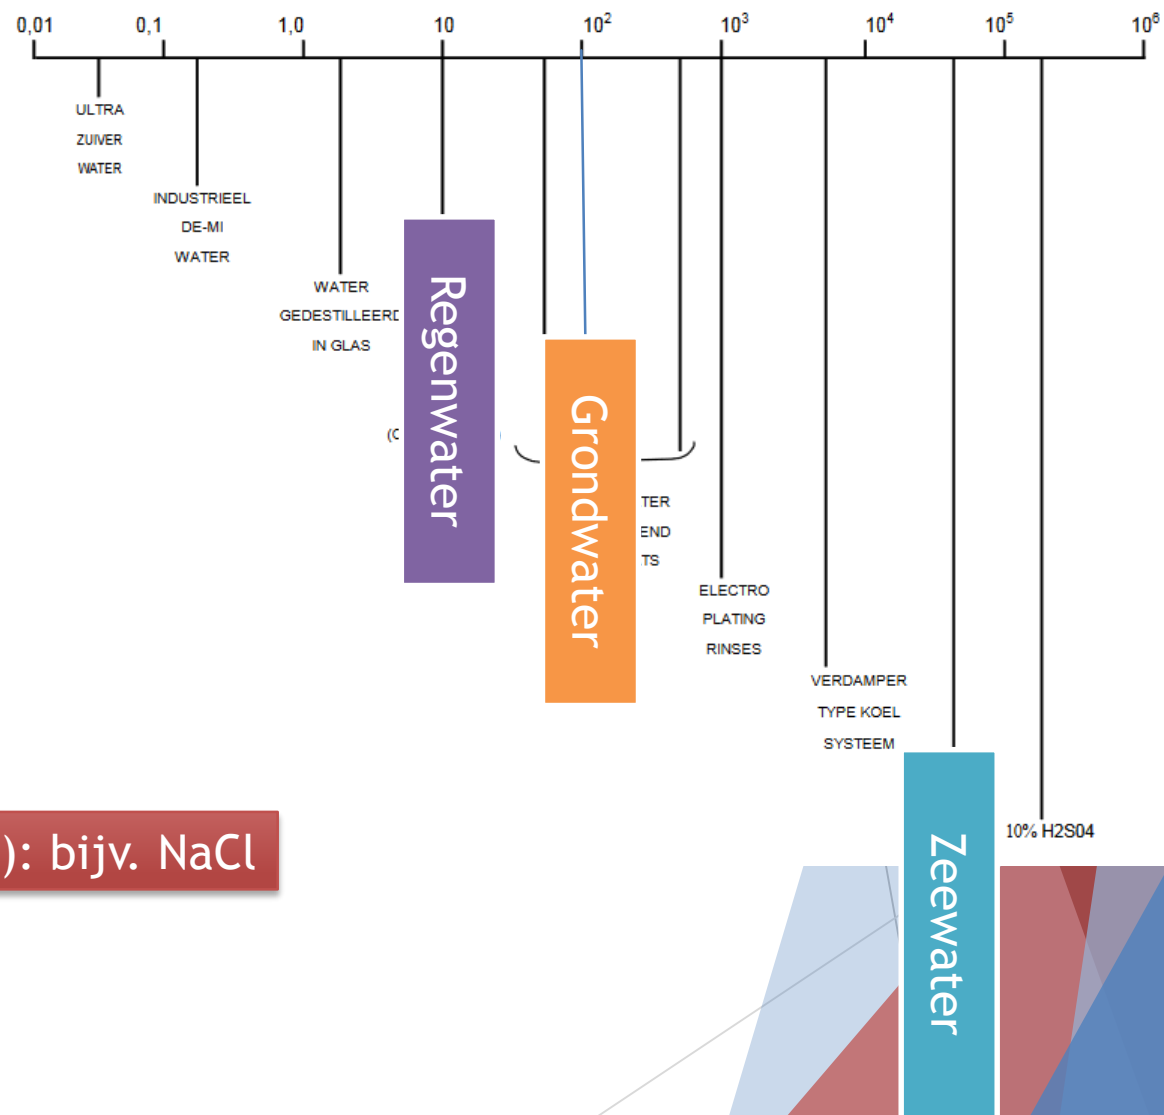 0,01 0,1 1,0 10 10² 10³ 10⁴ 10⁵ 10⁶
ULTRA
ZUIVER
WATER
INDUSTRIEEL
DE-MI
WATER
WATER
GEDESTILLEERD
IN GLAS
Regenwater
(C
Grondwater
TER
END
TS
ELECTRO
PLATING
RINSES
VERDAMPER
TYPE KOEL
SYSTEEM
Zeewater
10% H2S04
): bijv. NaCl